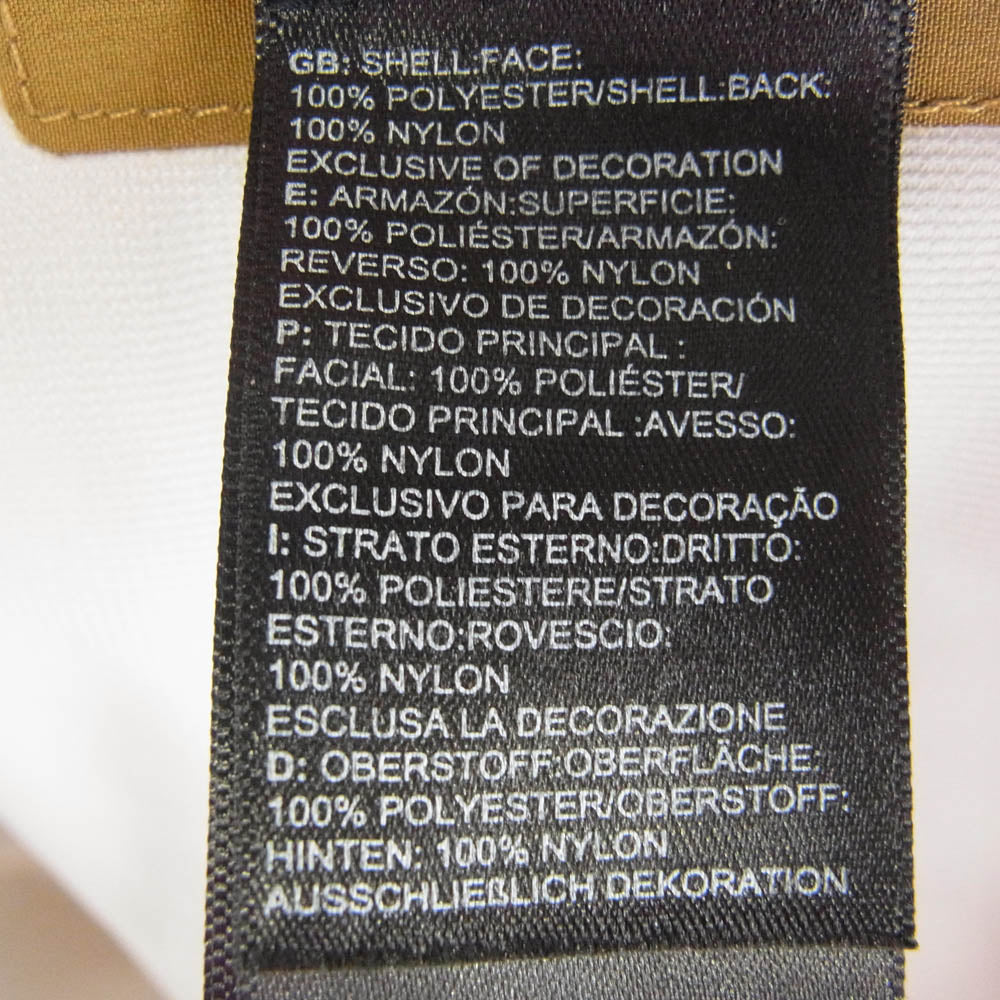 GB: SHELL:FACE:
100% POLYESTER/SHELL:BACK:
100% NYLON
EXCLUSIVE OF DECORATION
E: ARMAZÓN:SUPERFICIE:
100% POLIÉSTER/ARMAZÓN:
REVERSO: 100% NYLON
EXCLUSIVO DE DECORACIÓN
P: TECIDO PRINCIPAL :
FACIAL: 100% POLIÉSTER/
TECIDO PRINCIPAL :AVESSO:
100% NYLON
EXCLUSIVO PARA DECORAÇÃO
I: STRATO ESTERNO:DRITTO:
100% POLIESTERE/STRATO
ESTERNO:ROVESCIO:
100% NYLON
ESCLUSA LA DECORAZIONE
D: OBERSTOFF:OBERFLÄCHE:
100% POLYESTER/OBERSTOFF:
HINTEN: 100% NYLON
AUSSCHLIEßLICH DEKORATION